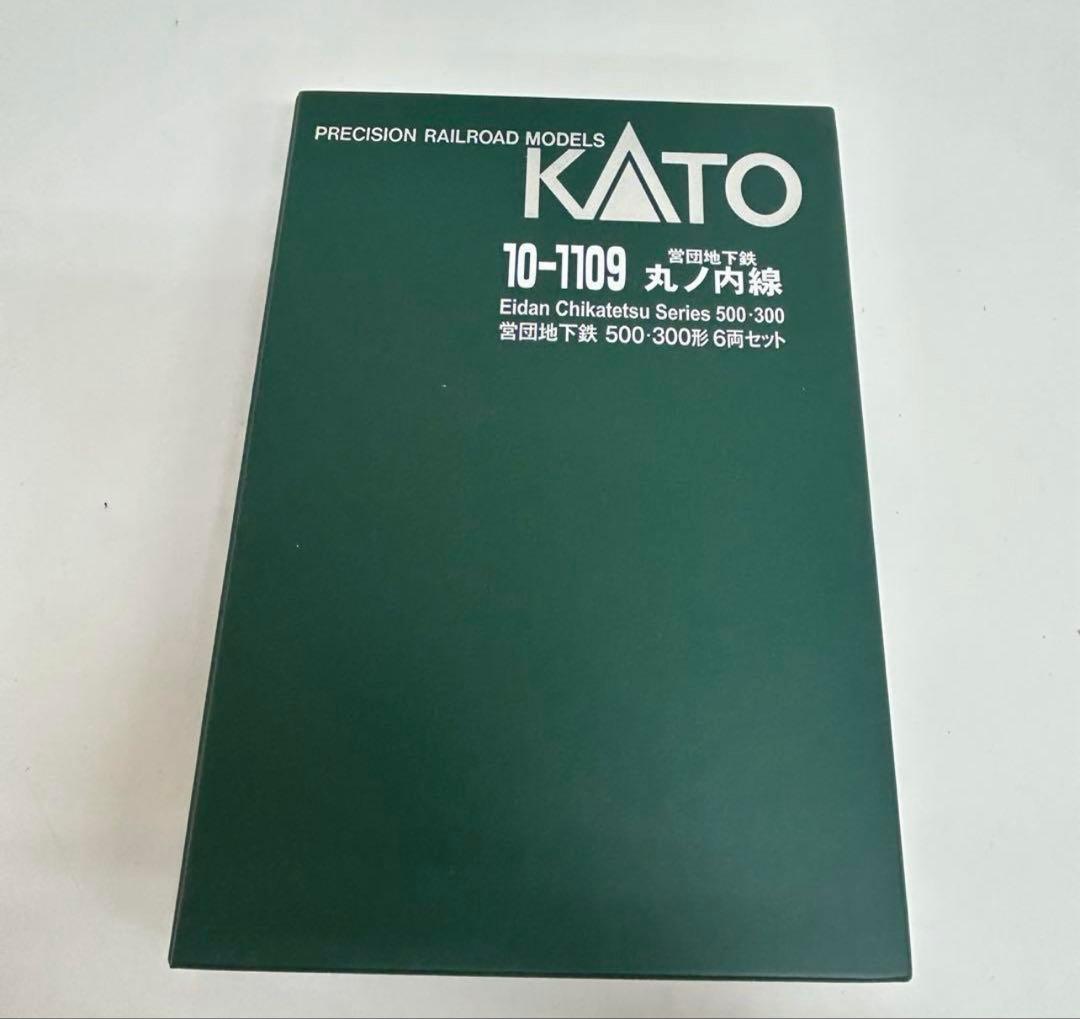 PRECISION RAILROAD MODELS
KATO
10-1109 営団地下鉄
丸ノ内線
Eidan Chikatetsu Series 500·300
営団地下鉄 500·300形 6両セット